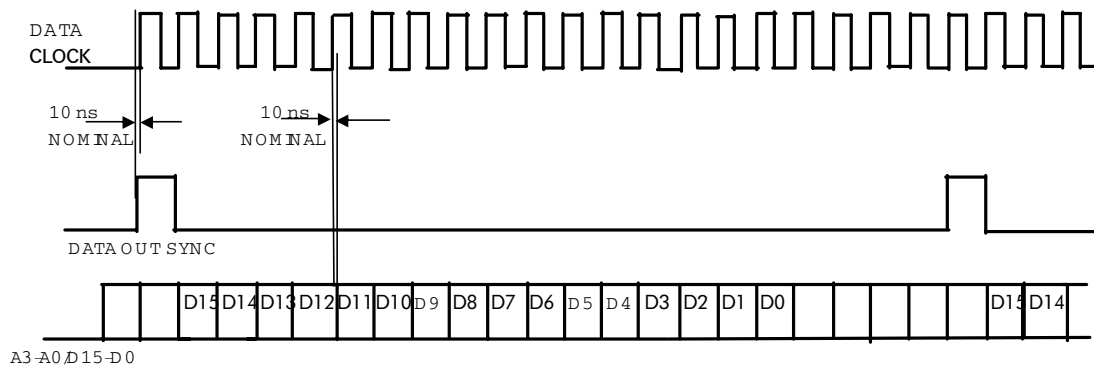 DATA
CLOCK
10 ns
NOMINAL
10 ns
NOMINAL
DATA OUT SYNC
D15 D14 D13 D12 D11 D10 D9 D8 D7 D6 D5 D4 D3 D2 D1 D0 D15 D14
A3-A0/D15-D0